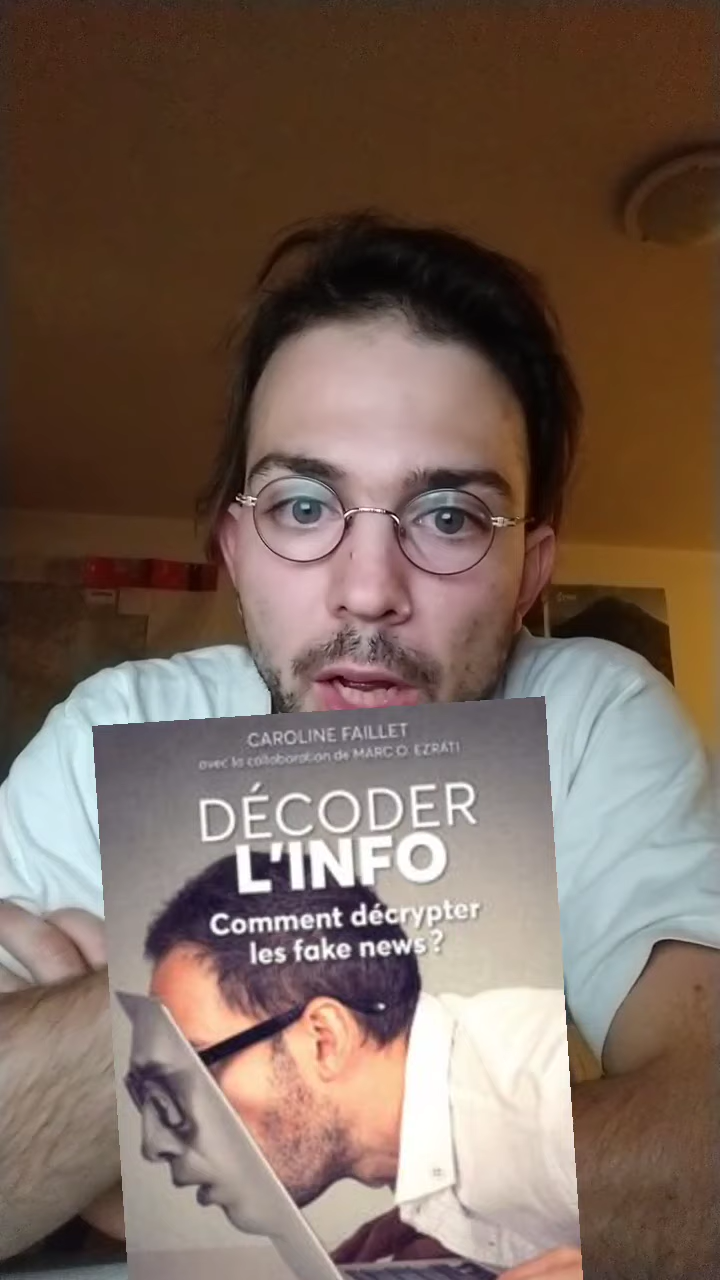 CAROLINE FAILLET
avec la collaboration de MARC O. EZRATI
DÉCODER
L'INFO
Comment décrypter
les fake news ?